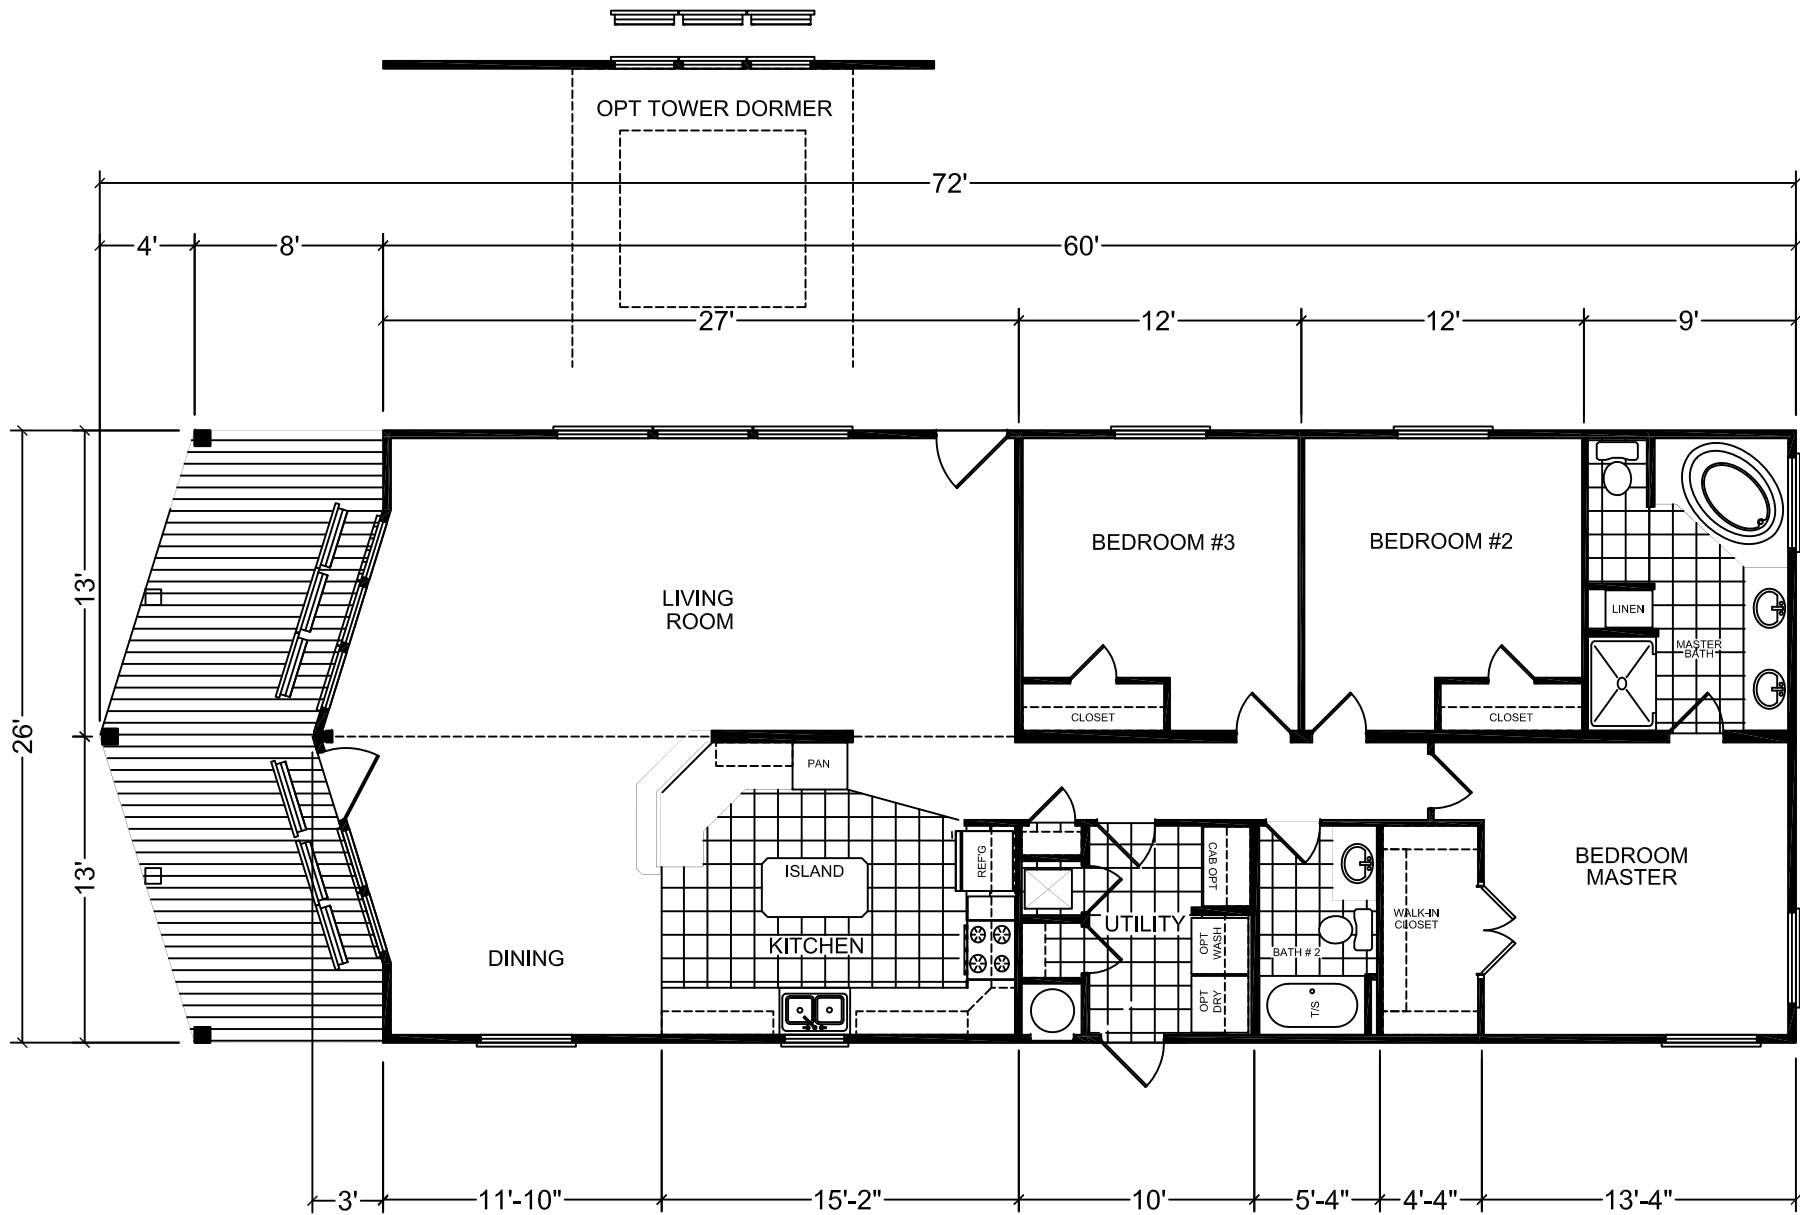 OPT TOWER DORMER
72'
4'
8'
60'
27'
12'
12'
9'
26'
13'
13'
LIVING
ROOM
BEDROOM #3
BEDROOM #2
LINEN
MASTER
BATH
CLOSET
CLOSET
PAN
ISLAND
REF'G
KITCHEN
DINING
CAB OPT
UTILITY
OPT
WASH
OPT
DRY
BATH # 2
T/S
WALK-IN
CLOSET
BEDROOM
MASTER
3'
11'-10"
15'-2"
10'
5'-4"
4'-4"
13'-4"